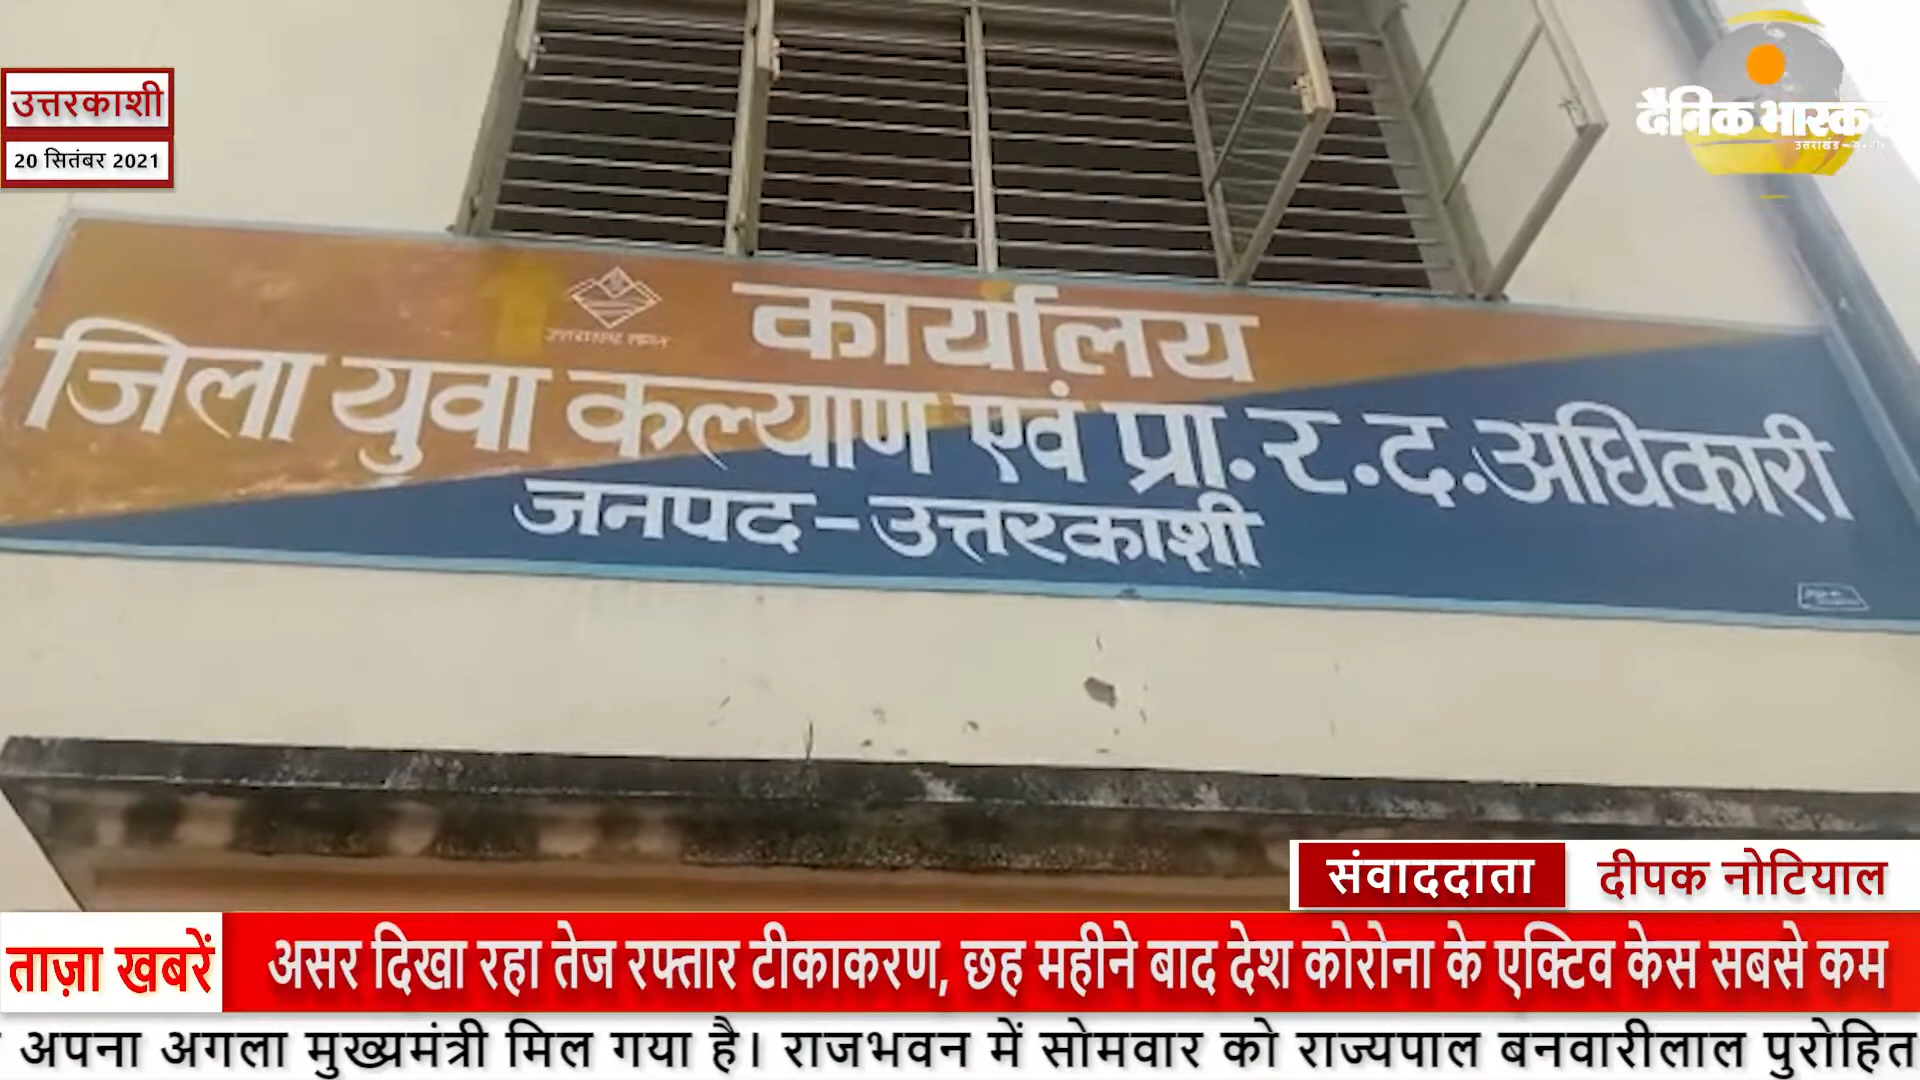 उत्तरकाशी
20 सितंबर 2021
दैनिक भास्कर
कार्यालय
जिला युवा कल्याण एवं प्रा.र.द.अधिकारी
जनपद-उत्तरकाशी
संवाददाता दीपक नोटियाल
ताज़ा खबरें असर दिखा रहा तेज रफ्तार टीकाकरण, छह महीने बाद देश कोरोना के एक्टिव केस सबसे कम
अपना अगला मुख्यमंत्री मिल गया है। राजभवन में सोमवार को राज्यपाल बनवारीलाल पुरोहित